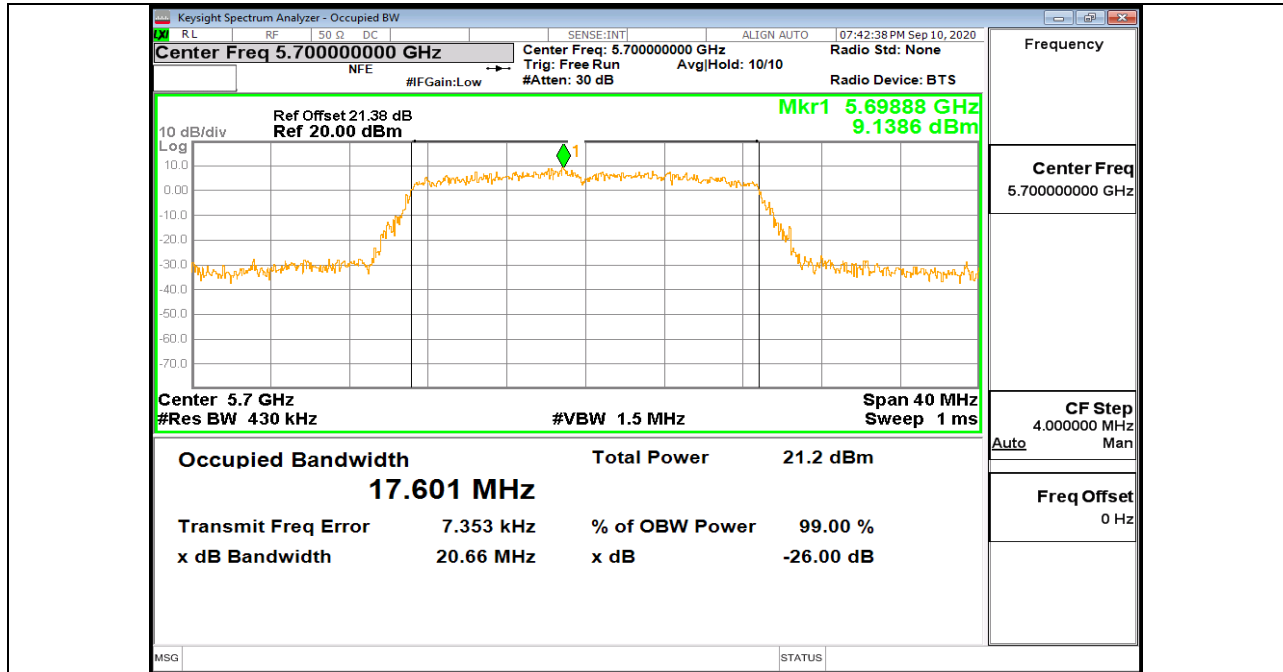 Keysight Spectrum Analyzer - Occupied BW
LXI RL RF 50 Ω DC SENSE:INT ALIGN AUTO 07:42:38 PM Sep 10, 2020
Center Freq 5.700000000 GHz
NFE
#IFGain:Low
Center Freq: 5.700000000 GHz
Trig: Free Run Avg|Hold: 10/10
#Atten: 30 dB
Radio Std: None
Radio Device: BTS
Frequency
Ref Offset 21.38 dB
10 dB/div Ref 20.00 dBm
Mkr1 5.69888 GHz
9.1386 dBm
Log
10.0
0.00
-10.0
-20.0
-30.0
-40.0
-50.0
-60.0
-70.0
1
Center 5.7 GHz Span 40 MHz
#Res BW 430 kHz #VBW 1.5 MHz Sweep 1 ms
Occupied Bandwidth Total Power 21.2 dBm
17.601 MHz
Transmit Freq Error 7.353 kHz % of OBW Power 99.00 %
x dB Bandwidth 20.66 MHz x dB -26.00 dB
Center Freq
5.700000000 GHz
CF Step
4.000000 MHz
Auto Man
Freq Offset
0 Hz
MSG STATUS